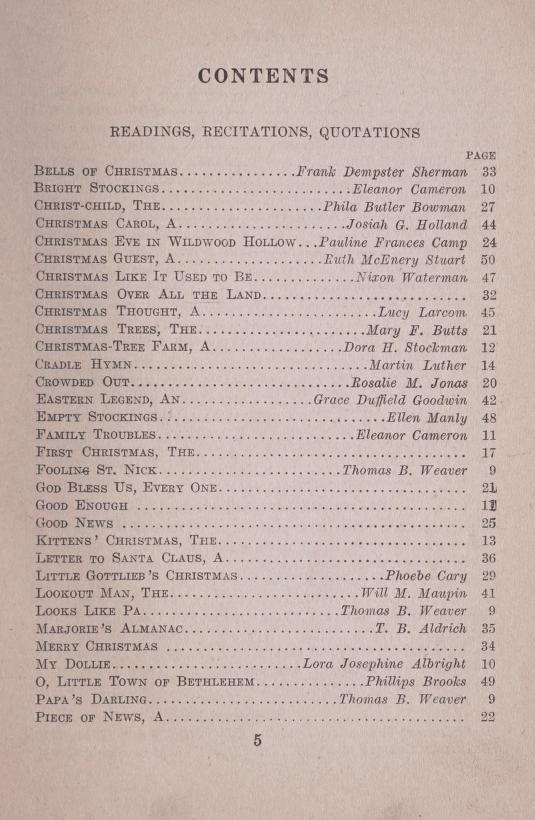 CONTENTS
READINGS, RECITATIONS, QUOTATIONS
PAGE
BELLS OF CHRISTMAS................Frank Dempster Sherman 33
BRIGHT STOCKINGS............................Eleanor Cameron 10
CHRIST-CHILD, THE........................Phila Butler Bowman 27
CHRISTMAS CAROL, A.........................Josiah G. Holland 44
CHRISTMAS EVE IN WILDWOOD HOLLOW...Pauline Frances Camp 24
CHRISTMAS GUEST, A.....................Ruth McEnery Stuart 50
CHRISTMAS LIKE IT USED TO BE...............Nixon Waterman 47
CHRISTMAS OVER ALL THE LAND.............................. 32
CHRISTMAS THOUGHT, A..........................Lucy Larcom 45
CHRISTMAS TREES, THE.........................Mary F. Butts 21
CHRISTMAS-TREE FARM, A....................Dora H. Stockman 12
CRADLE HYMN...................................Martin Luther 14
CROWDED OUT.................................Rosalie M. Jonas 20
EASTERN LEGEND, AN....................Grace Duffield Goodwin 42
EMPTY STOCKINGS..................................Ellen Manly 48
FAMILY TROUBLES.............................Eleanor Cameron 11
FIRST CHRISTMAS, THE........................................ 17
FOOLING ST. NICK...........................Thomas B. Weaver 9
GOD BLESS US, EVERY ONE..................................... 21
GOOD ENOUGH ................................................
GOOD NEWS .................................................. 25
KITTENS' CHRISTMAS, THE..................................... 13
LETTER TO SANTA CLAUS, A.................................... 36
LITTLE GOTTLIEB'S CHRISTMAS.....................Phoebe Cary 29
LOOKOUT MAN, THE............................Will M. Maupin 41
LOOKS LIKE PA..............................Thomas B. Weaver 9
MARJORIE'S ALMANAC............................T. B. Aldrich 35
MERRY CHRISTMAS ............................................ 34
MY DOLLIE...............................Lora Josephine Albright 10
O, LITTLE TOWN OF BETHLEHEM................Phillips Brooks 49
PAPA'S DARLING.............................Thomas B. Weaver 9
PIECE OF NEWS, A............................................ 22
5